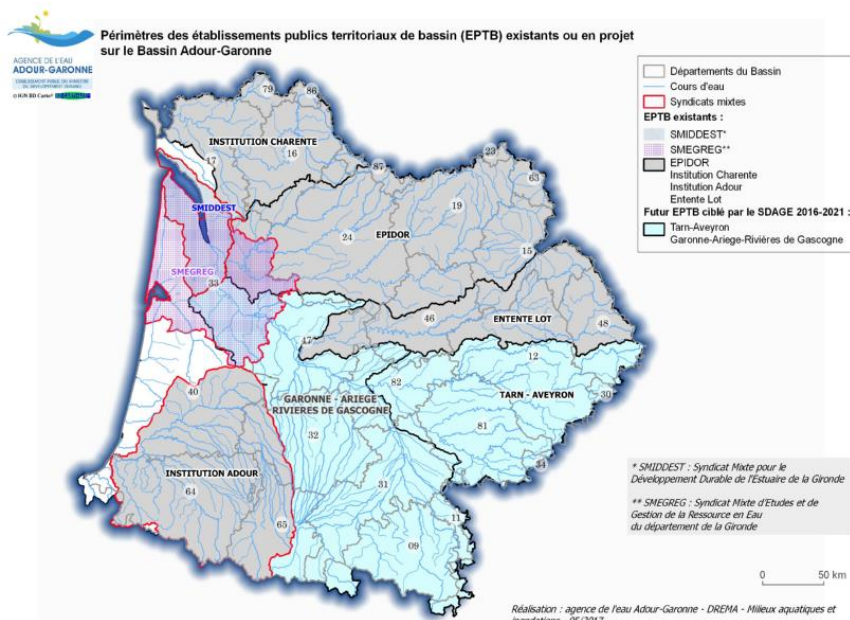 Périmètres des établissements publics territoriaux de bassin (EPTB) existants ou en projet
sur le Bassin Adour-Garonne
AGENCE DE L'EAU
ADOUR-GARONNE
Départements du Bassin
Cours d'eau
Syndicats mixtes
EPTB existants :
SMIDDEST*
SMEGREG**
EPIDOR
Institution Charente
Institution Adour
Entente Lot
Futur EPTB ciblé par le SDAGE 2016-2021 :
Tarn-Aveyron
Garonne-Ariege-Rivières de Gascogne
79
86
INSTITUTION CHARENTE
17
16
87
23
63
19
SMIDDEST
24
EPIDOR
15
SMEGREG
33
46
ENTENTE LOT
48
47
12
82
40
GARONNE - ARIEGE
RIVIERES DE GASCOGNE
TARN - AVEYRON
30
32
81
34
INSTITUTION ADOUR
64
31
65
11
09
* SMIDDEST : Syndicat Mixte pour le
Développement Durable de l'Estuaire de la Gironde
** SMEGREG : Syndicat Mixte d'Etudes et de
Gestion de la Ressource en Eau
du département de la Gironde
0 50 km
Réalisation : agence de l'eau Adour-Garonne - DREMA - Milieux aquatiques et